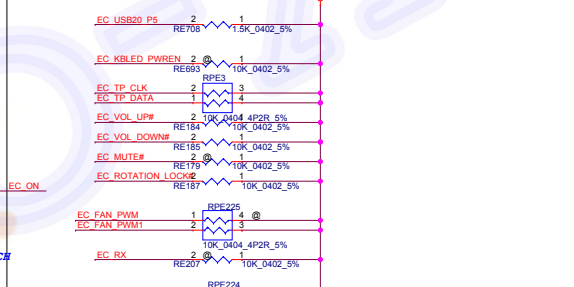 EC_USB20_P5 2 1
RE708 1.5K_0402_5%
EC_KBLED_PWREN 2 @ 1
RE693 10K_0402_5%
RPE3
EC_TP_CLK 2 3
EC_TP_DATA 1 4
10K_0404_4P2R_5%
EC_VOL_UP# 2 1
RE184 10K_0402_5%
EC_VOL_DOWN# 2 1
RE185 10K_0402_5%
EC_MUTE# 2 @ 1
RE179 10K_0402_5%
EC_ROTATION_LOCK# 2 1
EC_ON
RE187 10K_0402_5%
RPE225
EC_FAN_PWM 1 4 @
EC_FAN_PWM1 2 3
10K_0404_4P2R_5%
EC_RX 2 @ 1
CH
RE207 10K_0402_5%
RPE224